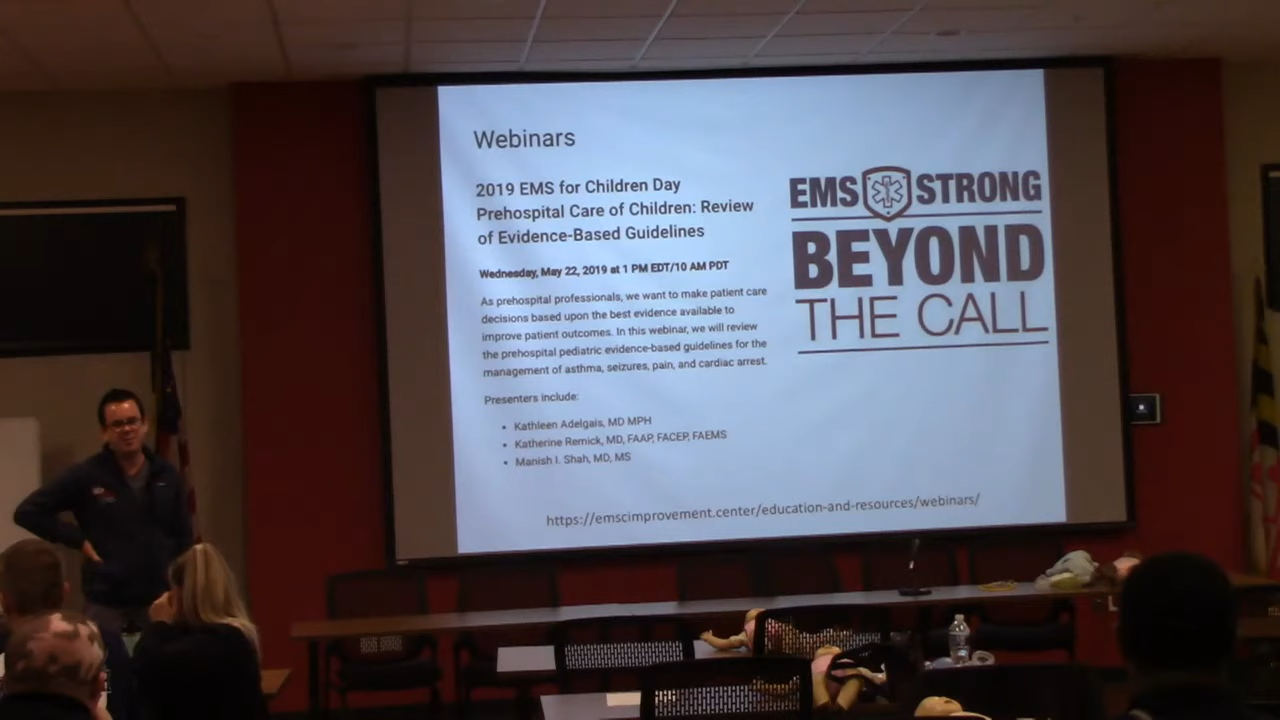 Webinars
2019 EMS for Children Day
Prehospital Care of Children: Review
of Evidence-Based Guidelines
Wednesday, May 22, 2019 at 1 PM EDT/10 AM PDT
As prehospital professionals, we want to make patient care
decisions based upon the best evidence available to
improve patient outcomes. In this webinar, we will review
the prehospital pediatric evidence-based guidelines for the
management of asthma, seizures, pain, and cardiac arrest.
Presenters include:
• Kathleen Adelgais, MD MPH
• Katherine Remick, MD, FAAP, FACEP, FAEMS
• Manish I. Shah, MD, MS
EMS STRONG
BEYOND
THE CALL
https://emscimprovement.center/education-and-resources/webinars/